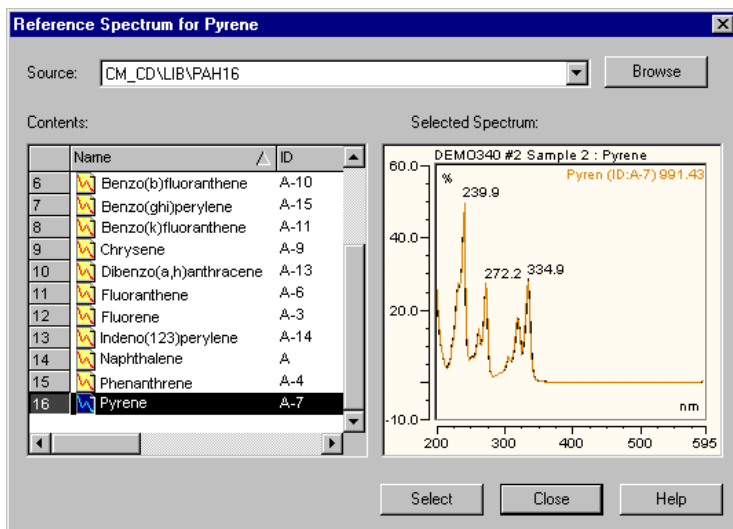 Reference Spectrum for Pyrene
Source: CM_CD\LIB\PAH16 Browse
Contents:
Name ID
6 Benzo(b)fluoranthene A-10
7 Benzo(ghi)perylene A-15
8 Benzo(k)fluoranthene A-11
9 Chrysene A-9
10 Dibenzo(a,h)anthracene A-13
11 Fluoranthene A-6
12 Fluorene A-3
13 Indeno(123)perylene A-14
14 Naphthalene A
15 Phenanthrene A-4
16 Pyrene A-7
Selected Spectrum:
DEMO340 #2 Sample 2 : Pyrene
60.0
%
Pyren (ID:A-7) 991.43
239.9
40.0
272.2 334.9
20.0
-10.0
nm
200 300 400 500 595
Select Close Help